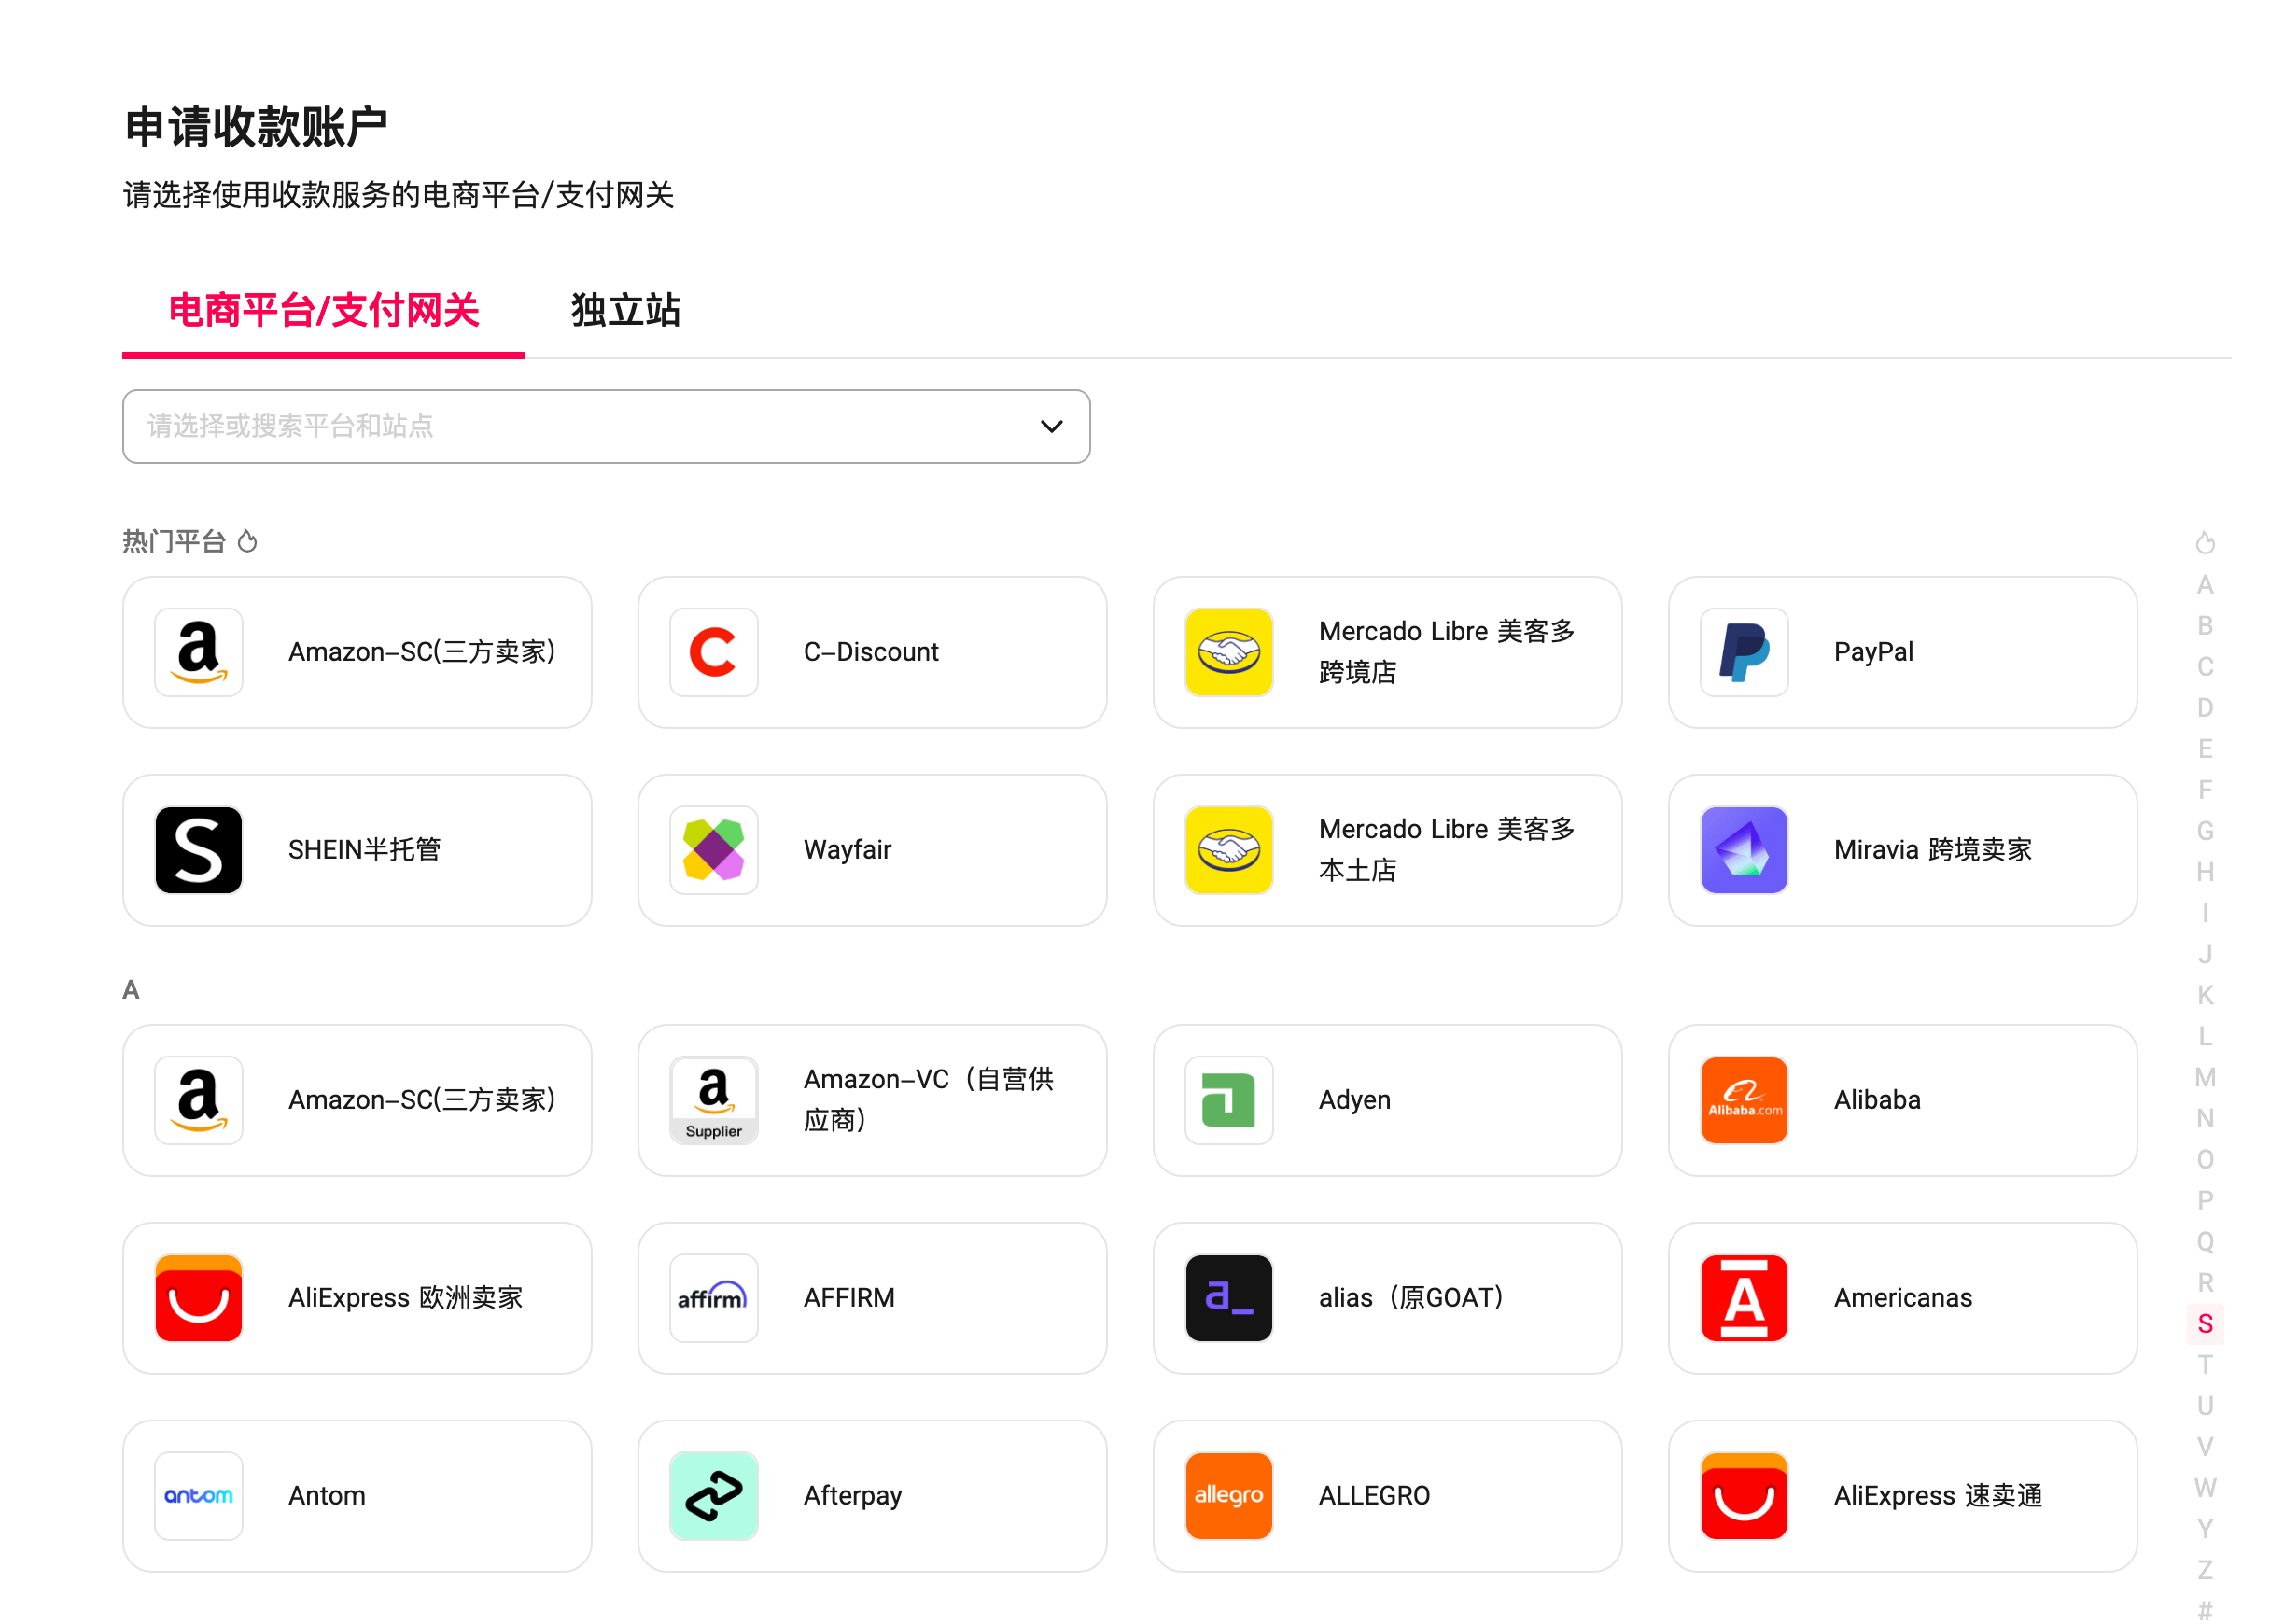 申请收款账户
请选择使用收款服务的电商平台/支付网关
电商平台/支付网关
独立站
请选择或搜索平台和站点
热门平台
Amazon-SC(三方卖家)
C-Discount
Mercado Libre 美客多
跨境店
PayPal
SHEIN半托管
Wayfair
Mercado Libre 美客多
本土店
Miravia 跨境卖家
A
Amazon-SC(三方卖家)
Supplier
Amazon-VC（自营供
应商）
Adyen
Alibaba.com
Alibaba
AliExpress 欧洲卖家
affirm
AFFIRM
a_
alias（原GOAT）
A
Americanas
antom
Antom
Afterpay
allegro
ALLEGRO
AliExpress 速卖通
A
B
C
D
E
F
G
H
I
J
K
L
M
N
O
P
Q
R
S
T
U
V
W
Y
Z
#